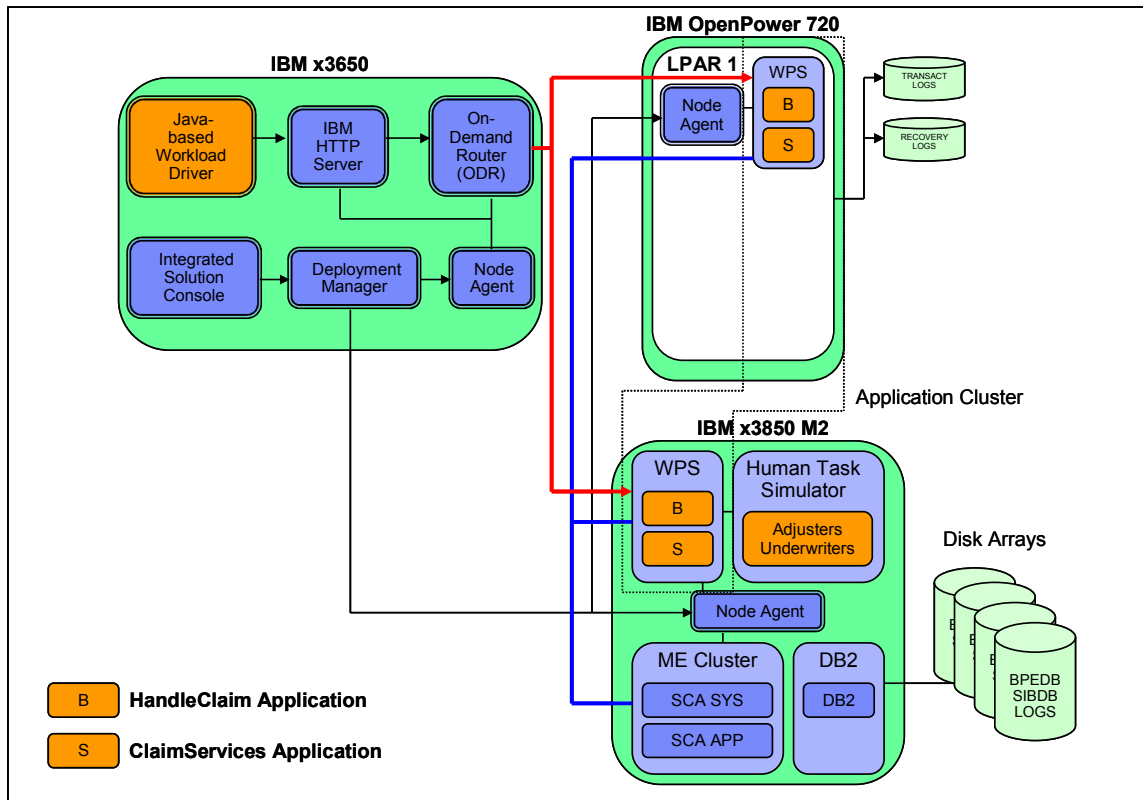 IBM OpenPower 720
IBM x3650
LPAR 1
WPS
B
S
Node
Agent
TRANSACT
LOGS
RECOVERY
LOGS
Java-
based
Workload
Driver
IBM
HTTP
Server
On-
Demand
Router
(ODR)
Integrated
Solution
Console
Deployment
Manager
Node
Agent
Application Cluster
IBM x3850 M2
WPS
B
S
Human Task
Simulator
Adjusters
Underwriters
Node Agent
ME Cluster
SCA SYS
SCA APP
DB2
DB2
Disk Arrays
BPEDB
SIBDB
LOGS
B
HandleClaim Application
S
ClaimServices Application